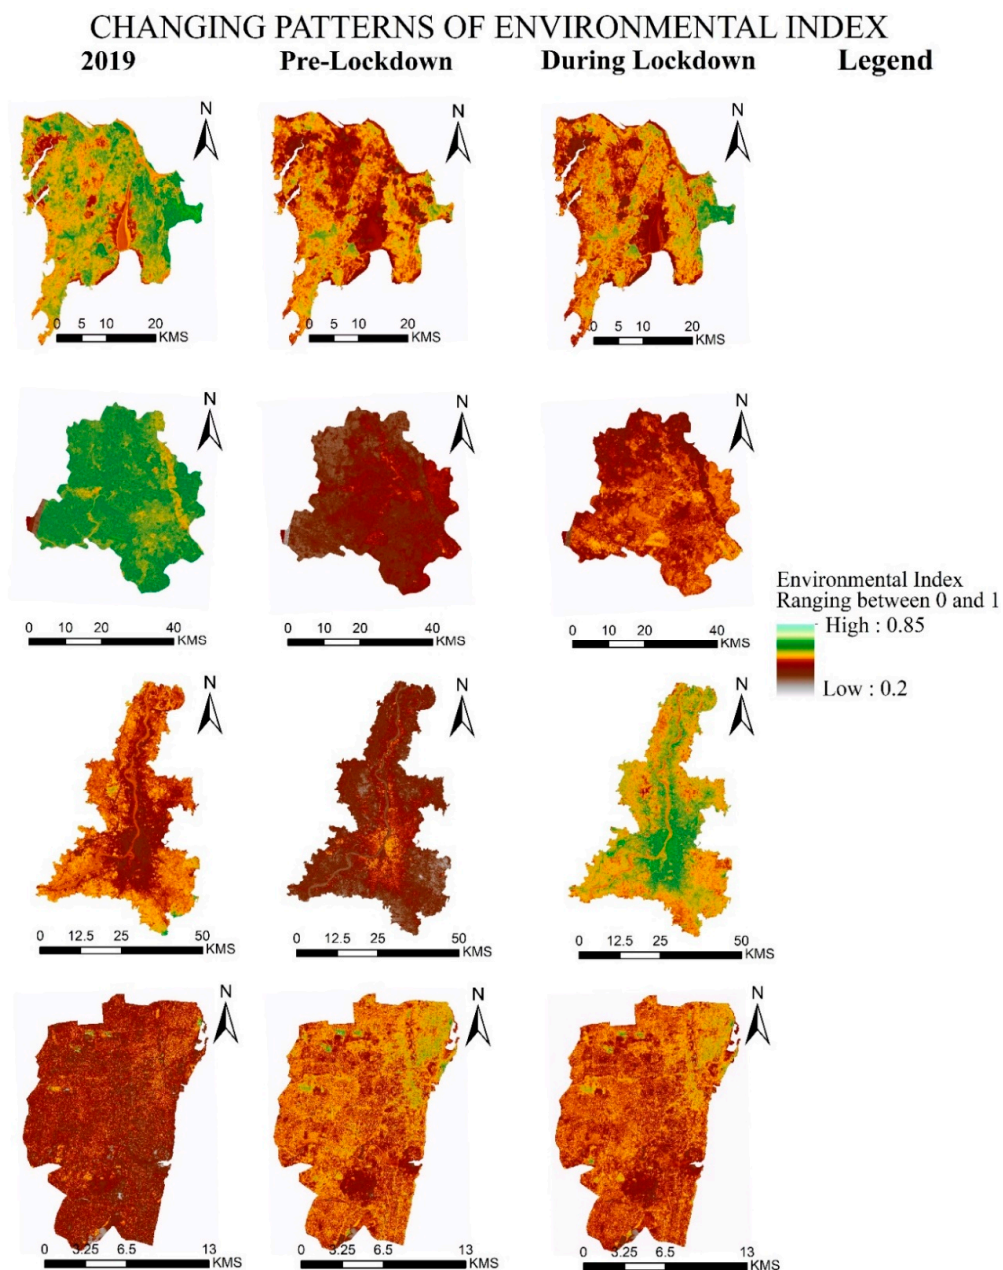 CHANGING PATTERNS OF ENVIRONMENTAL INDEX
2019 Pre-Lockdown During Lockdown Legend
N N N
0 5 10 20 KMS 0 5 10 20 KMS 0 5 10 20 KMS
N N N
0 10 20 40 KMS 0 10 20 40 KMS 0 10 20 40 KMS
Environmental Index
Ranging between 0 and 1
High : 0.85
Low : 0.2
N N N
0 12.5 25 50 KMS 0 12.5 25 50 KMS 0 12.5 25 50 KMS
N N N
0 3.25 6.5 13 KMS 0 3.25 6.5 13 KMS 0 3.25 6.5 13 KMS